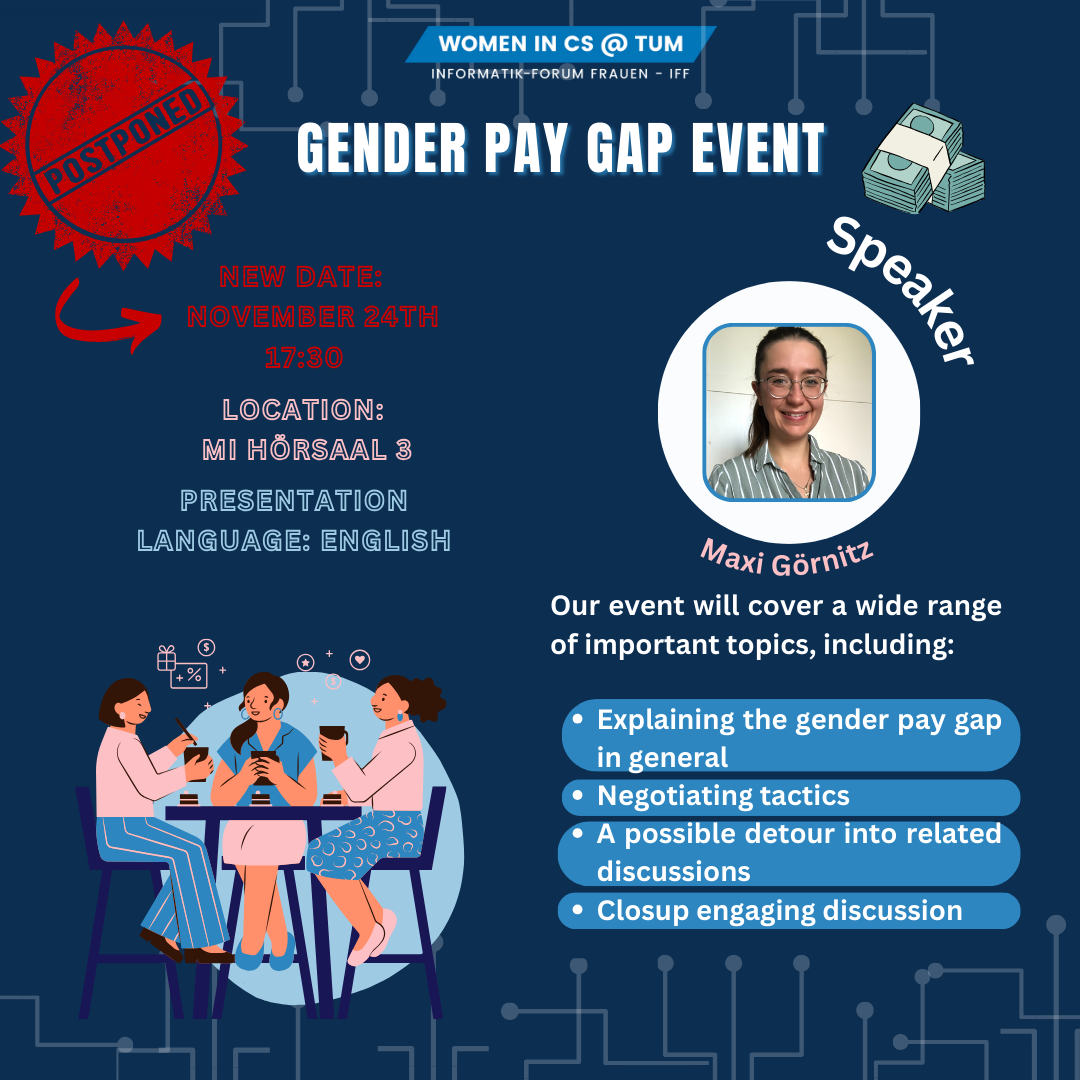 WOMEN IN CS @ TUM
INFORMATIK-FORUM FRAUEN - IFF
POSTPONED
GENDER PAY GAP EVENT
NEW DATE:
NOVEMBER 24TH
17:30
LOCATION:
MI HÖRSAAL 3
PRESENTATION
LANGUAGE: ENGLISH
Speaker
Maxi Görnitz
Our event will cover a wide range
of important topics, including:
• Explaining the gender pay gap
in general
• Negotiating tactics
• A possible detour into related
discussions
• Closup engaging discussion
$
+%
$